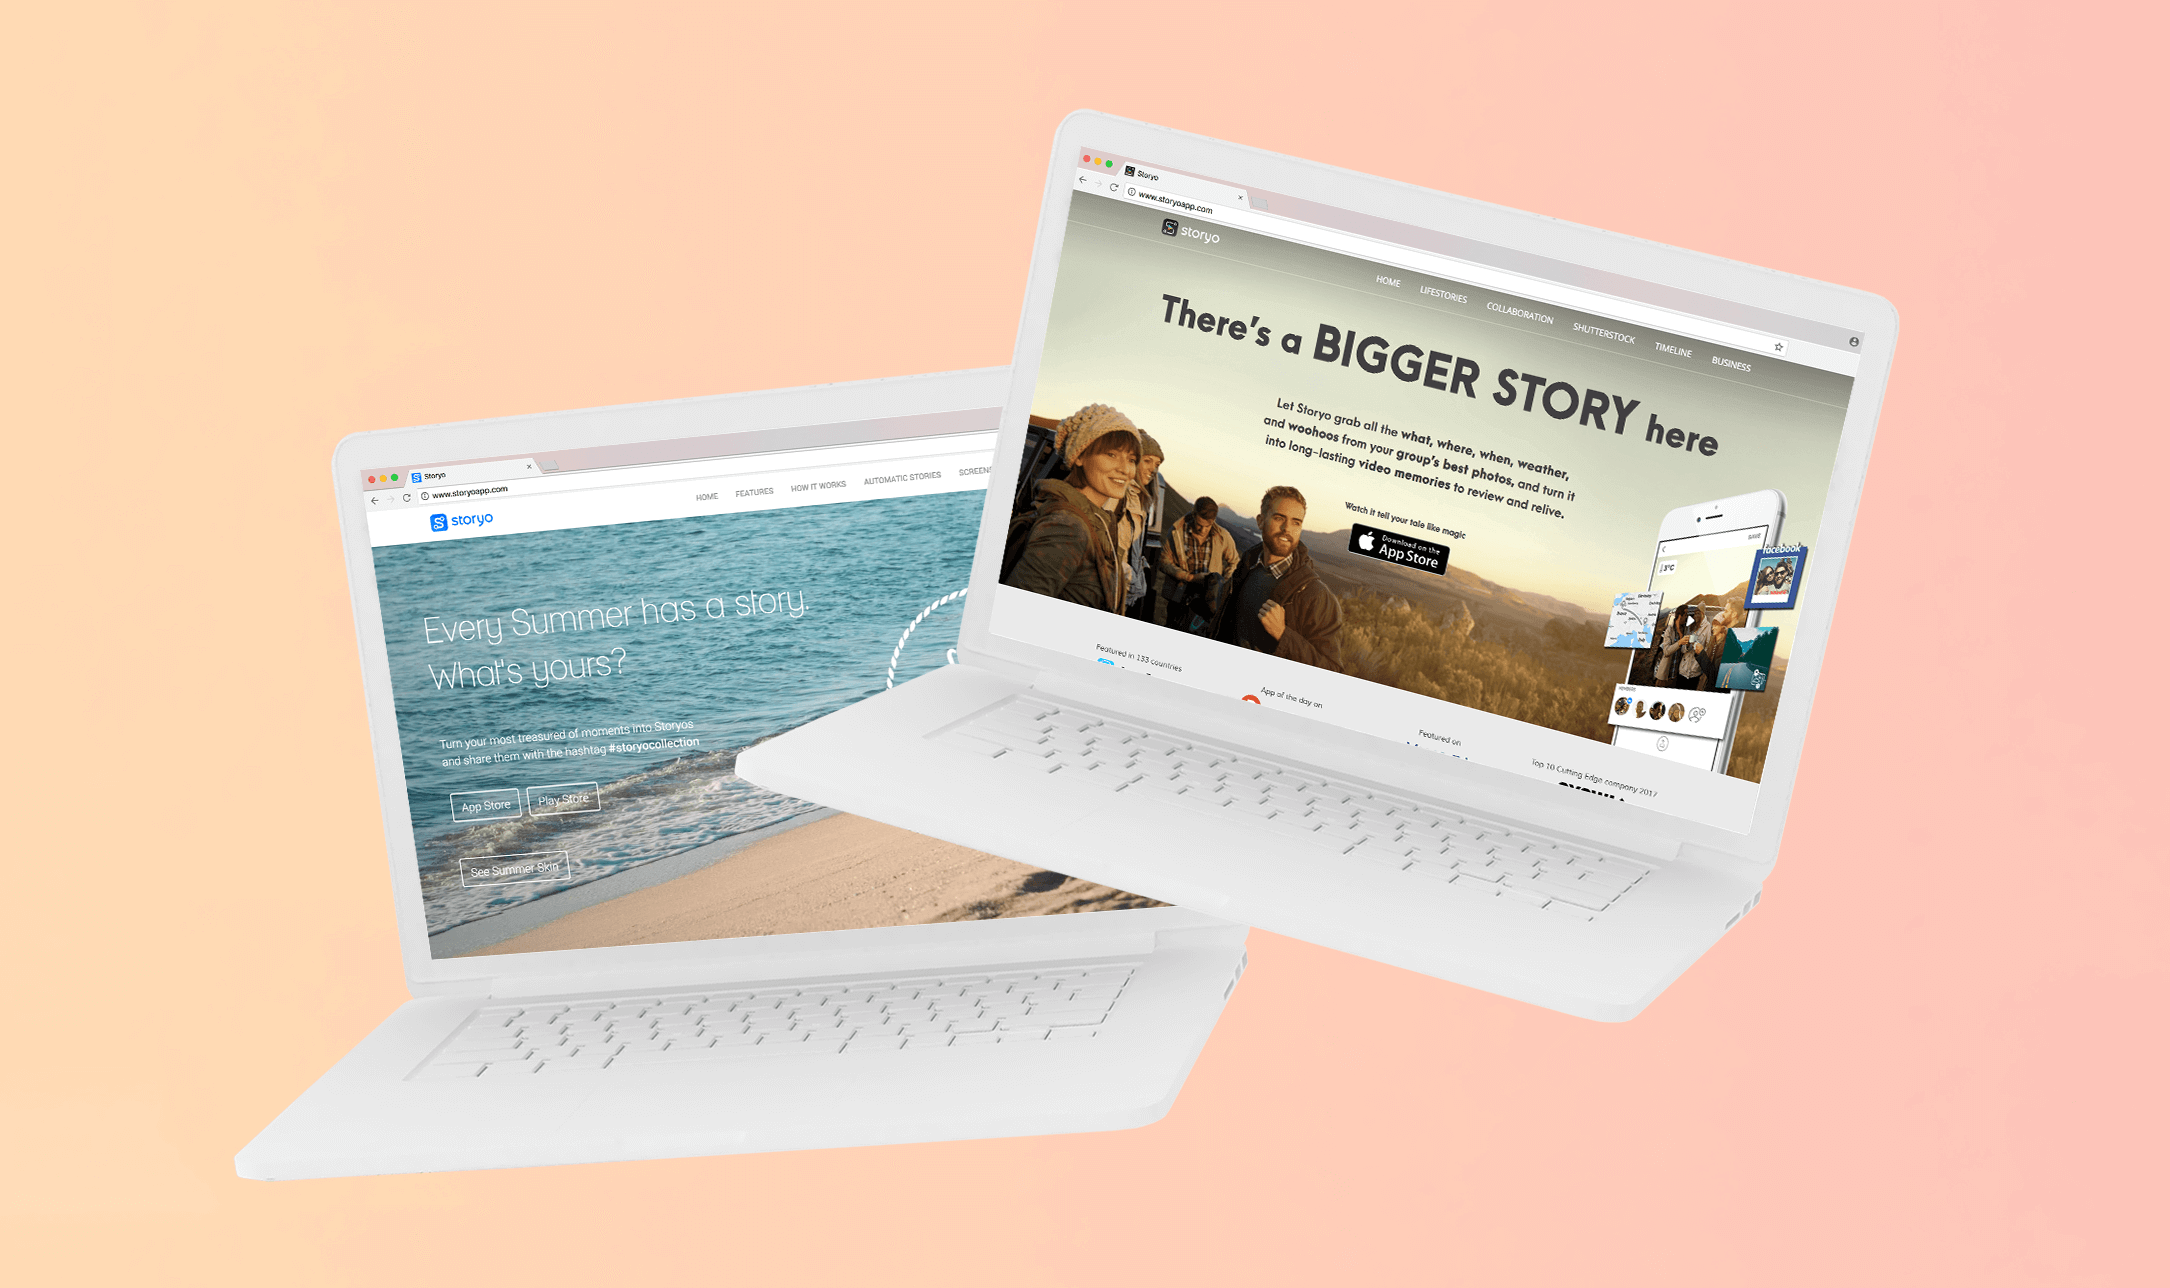 Storyo
www.storyoapp.com
storyo
HOME
FEATURES
HOW IT WORKS
AUTOMATIC STORIES
SCREENS
Every Summer has a story.
What's yours?
Turn your most treasured of moments into Storyos
and share them with the hashtag #storyocollection
App Store
Play Store
See Summer Skin
Storyo
www.storyoapp.com
storyo
HOME
LIFESTORIES
COLLABORATION
SHUTTERSTOCK
TIMELINE
BUSINESS
There's a BIGGER STORY here
Let Storyo grab all the what, where, when, weather,
and woohoos from your group's best photos, and turn it
into long-lasting video memories to review and relive.
Watch it tell your tale like magic
Download on the
App Store
SAVE
3°C
facebook
Featured in 133 countries
App of the day on
Featured on
Top 10 Cutting Edge company 2017